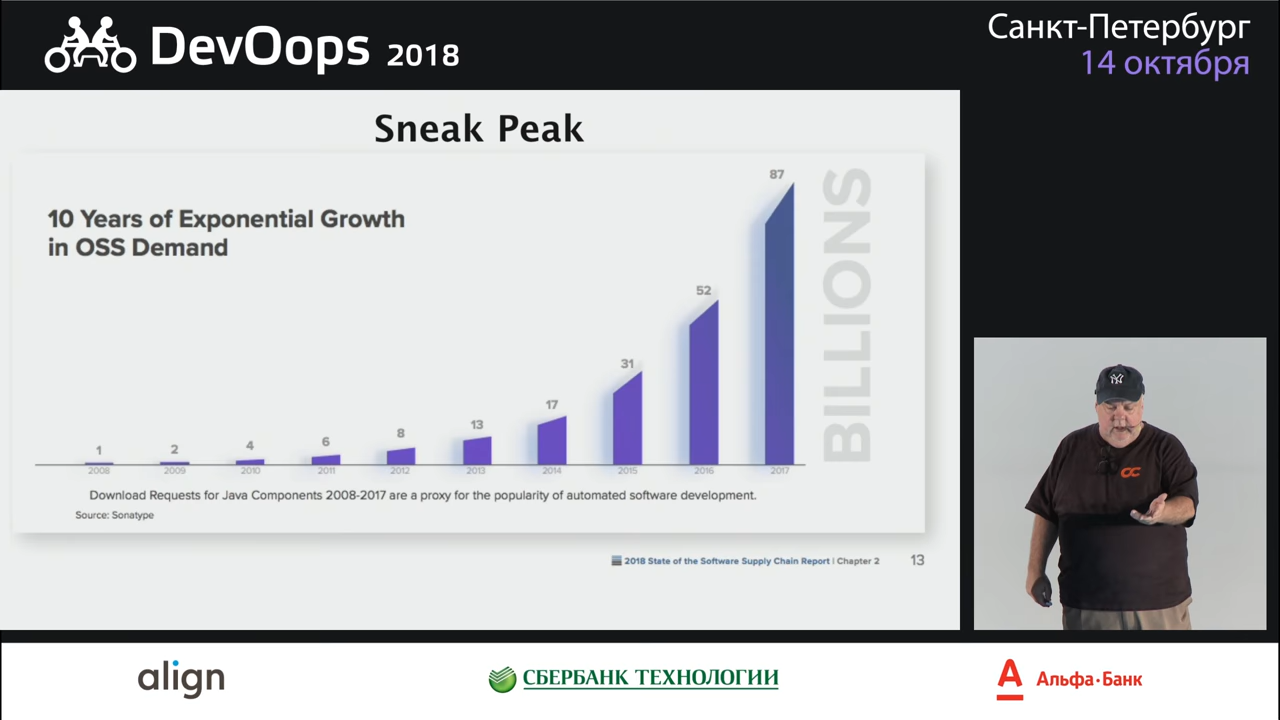 DevOops 2018
Санкт-Петербург
14 октября
Sneak Peak
10 Years of Exponential Growth
in OSS Demand
1
2
4
6
8
13
17
31
52
87
2008
2009
2010
2011
2012
2013
2014
2015
2016
2017
BILLIONS
Download Requests for Java Components 2008-2017 are a proxy for the popularity of automated software development.
Source: Sonatype
2018 State of the Software Supply Chain Report | Chapter 2
13
NY
align
СБЕРБАНК ТЕХНОЛОГИИ
А
Альфа·Банк